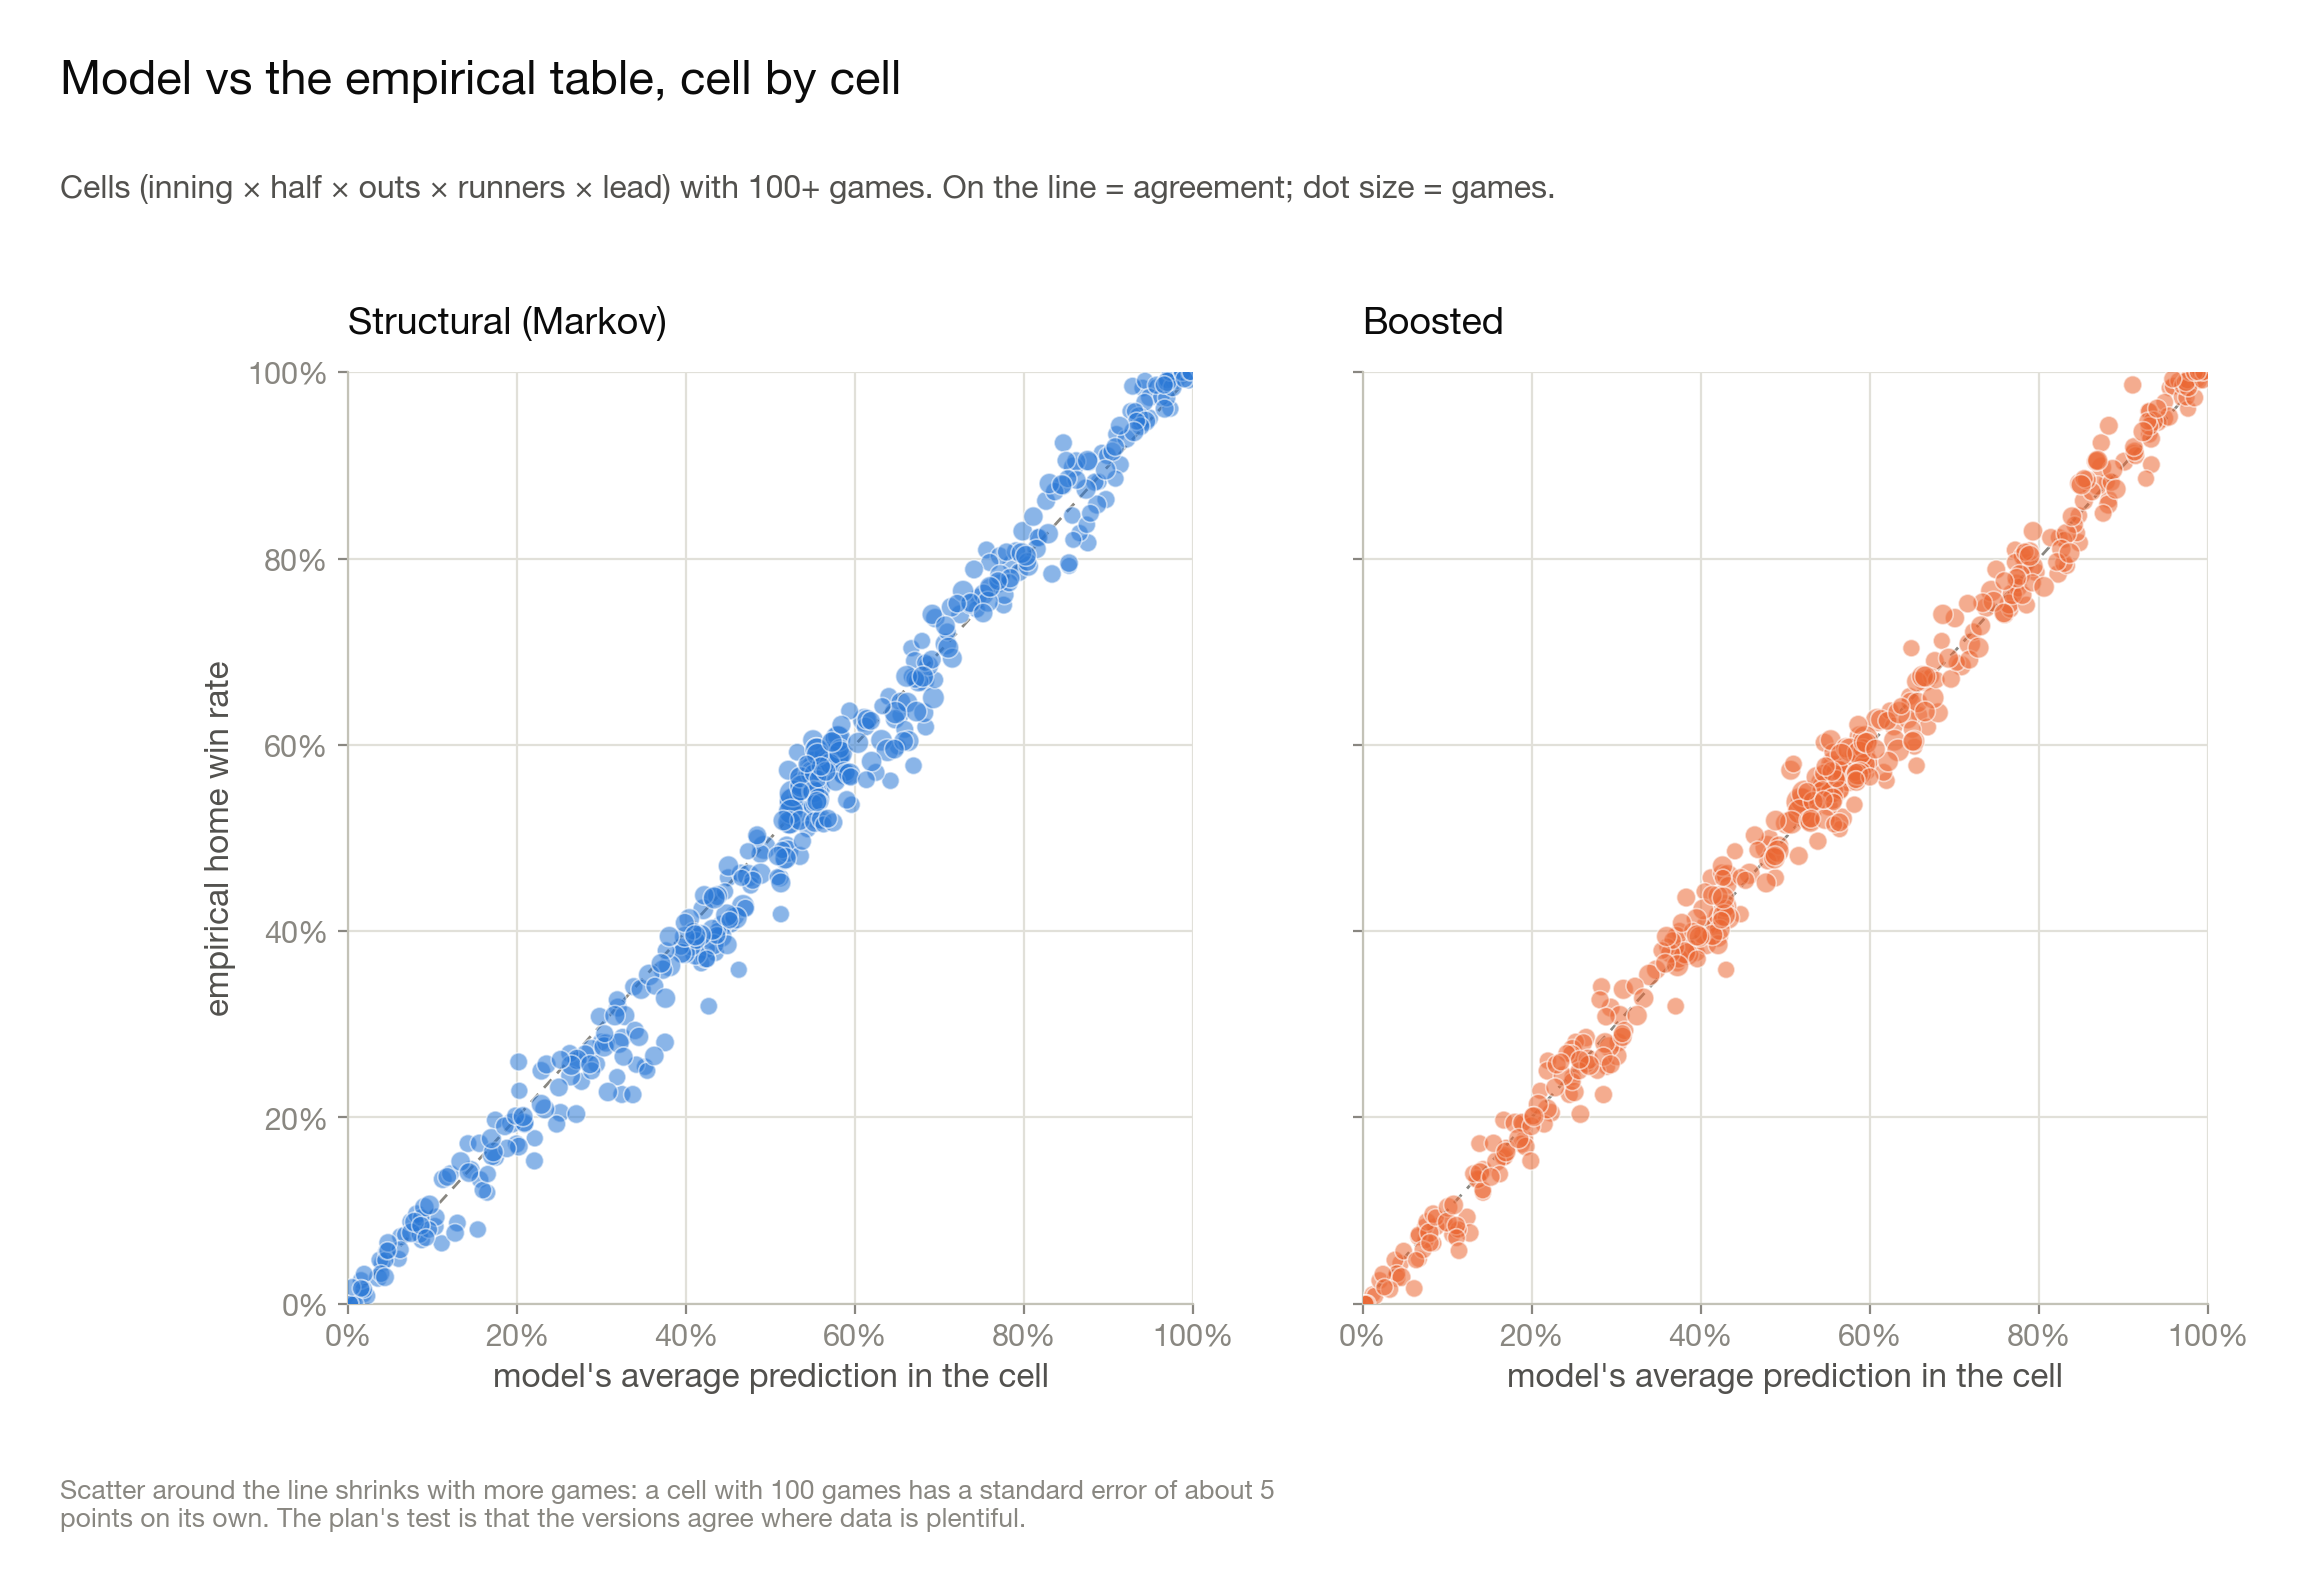 Model vs the empirical table, cell by cell
Cells (inning × half × outs × runners × lead) with 100+ games. On the line = agreement; dot size = games.
Structural (Markov)
Boosted
100%
80%
60%
40%
20%
0%
empirical home win rate
0% 20% 40% 60% 80% 100%
0% 20% 40% 60% 80% 100%
model's average prediction in the cell
model's average prediction in the cell
Scatter around the line shrinks with more games: a cell with 100 games has a standard error of about 5
points on its own. The plan's test is that the versions agree where data is plentiful.